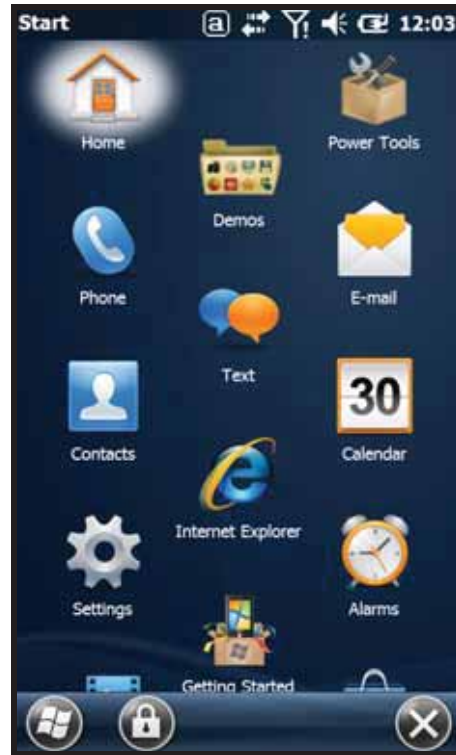 Start a 12:03
Home
Power Tools
Demos
Phone
E-mail
Text
30
Contacts
Calendar
Internet Explorer
Settings
Alarms
Getting Started